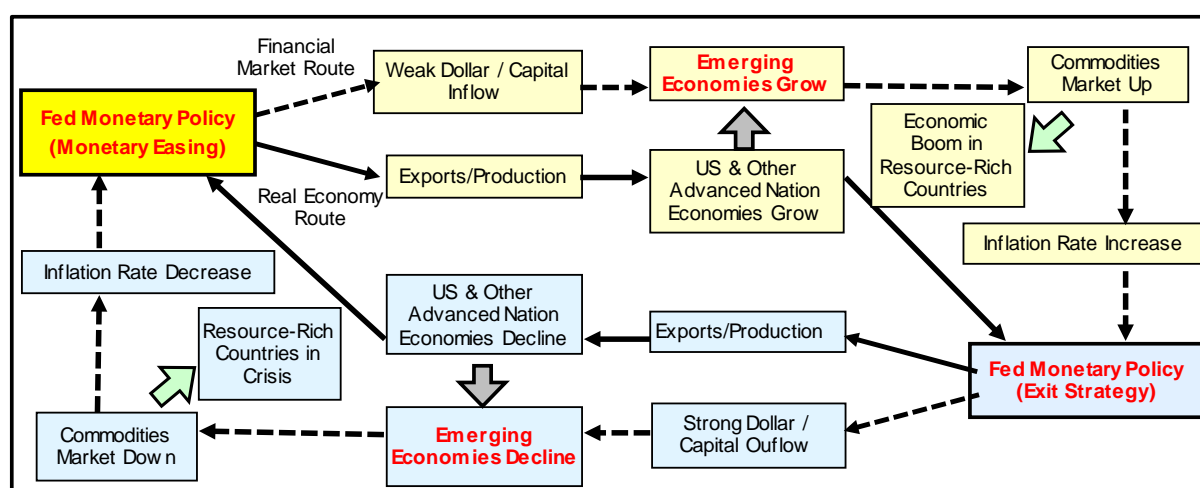 Financial
Market Route
Weak Dollar / Capital
Inflow
Emerging
Economies Grow
Commodities
Market Up
Fed Monetary Policy
(Monetary Easing)
Economic
Boom in
Resource-Rich
Countries
Exports/Production
US & Other
Advanced Nation
Economies Grow
Real Economy
Route
Inflation Rate Increase
Inflation Rate Decrease
US & Other
Advanced Nation
Economies Decline
Exports/Production
Resource-Rich
Countries in
Crisis
Fed Monetary Policy
(Exit Strategy)
Commodities
Market Down
Emerging
Economies Decline
Strong Dollar /
Capital Ouflow